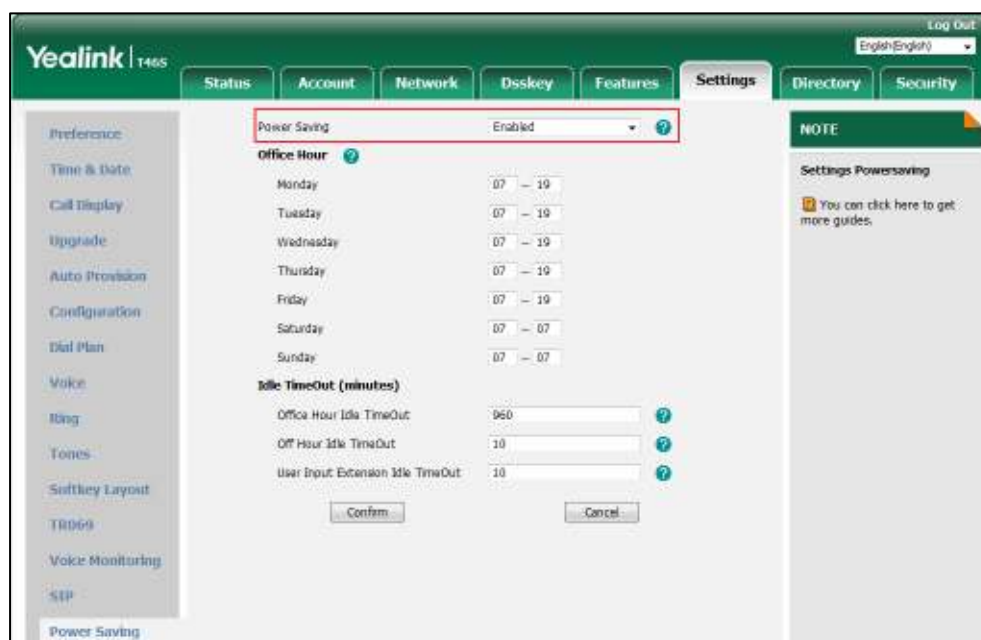 Log Out
Yealink | T46S
English(English)
Status Account Network Dsskey Features Settings Directory Security
Preference
Time & Date
Call Display
Upgrade
Auto Provision
Configuration
Dial Plan
Voice
Ring
Tones
Softkey Layout
TR069
Voice Monitoring
SIP
Power Saving
Power Saving Enabled ?
Office Hour ?
Monday 07 – 19
Tuesday 07 – 19
Wednesday 07 – 19
Thursday 07 – 19
Friday 07 – 19
Saturday 07 – 07
Sunday 07 – 07
Idle TimeOut (minutes)
Office Hour Idle TimeOut 960 ?
Off Hour Idle TimeOut 10 ?
User Input Extension Idle TimeOut 10 ?
Confirm Cancel
NOTE
Settings Powersaving
You can click here to get
more guides.